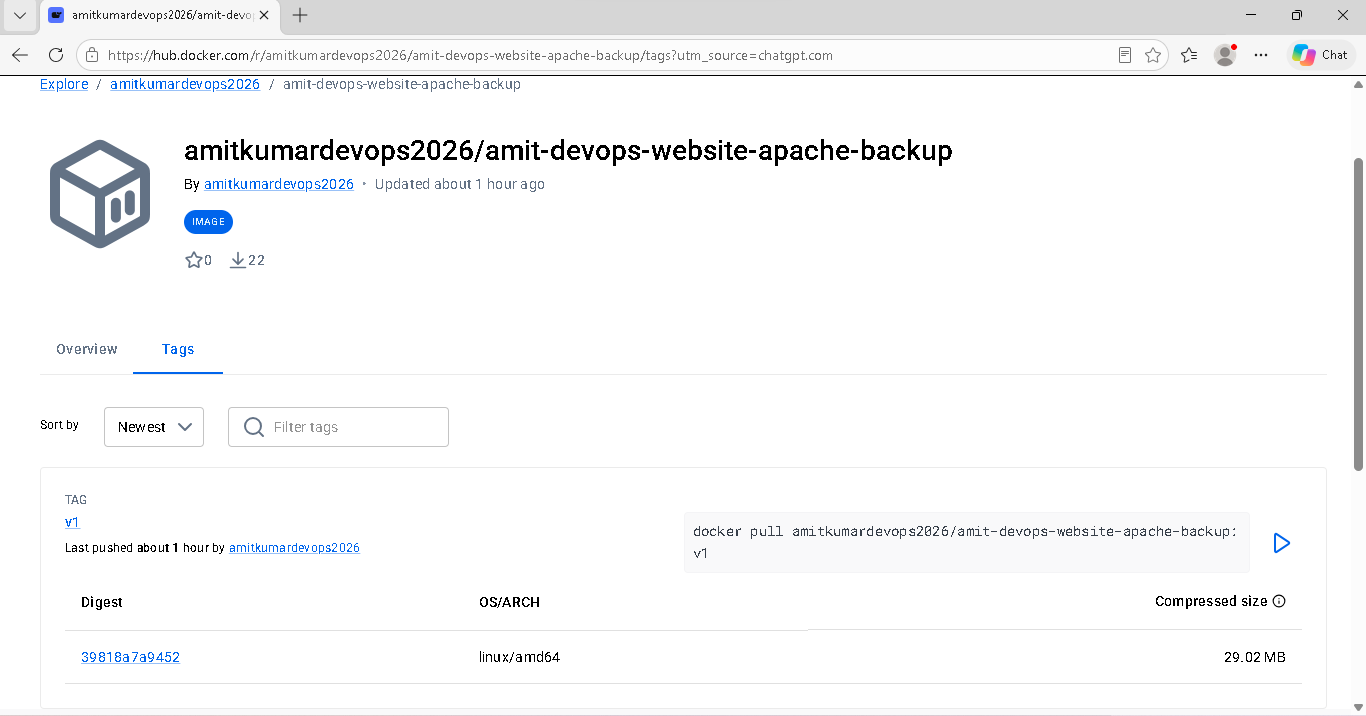 amitkumardevops2026/amit-devo
https://hub.docker.com/r/amitkumardevops2026/amit-devops-website-apache-backup/tags?utm_source=chatgpt.com
Chat
Explore / amitkumardevops2026 / amit-devops-website-apache-backup
amitkumardevops2026/amit-devops-website-apache-backup
By amitkumardevops2026 • Updated about 1 hour ago
IMAGE
0 22
Overview Tags
Sort by Newest Filter tags
TAG
v1
Last pushed about 1 hour by amitkumardevops2026
docker pull amitkumardevops2026/amit-devops-website-apache-backup:
v1
Digest OS/ARCH Compressed size
39818a7a9452 linux/amd64 29.02 MB